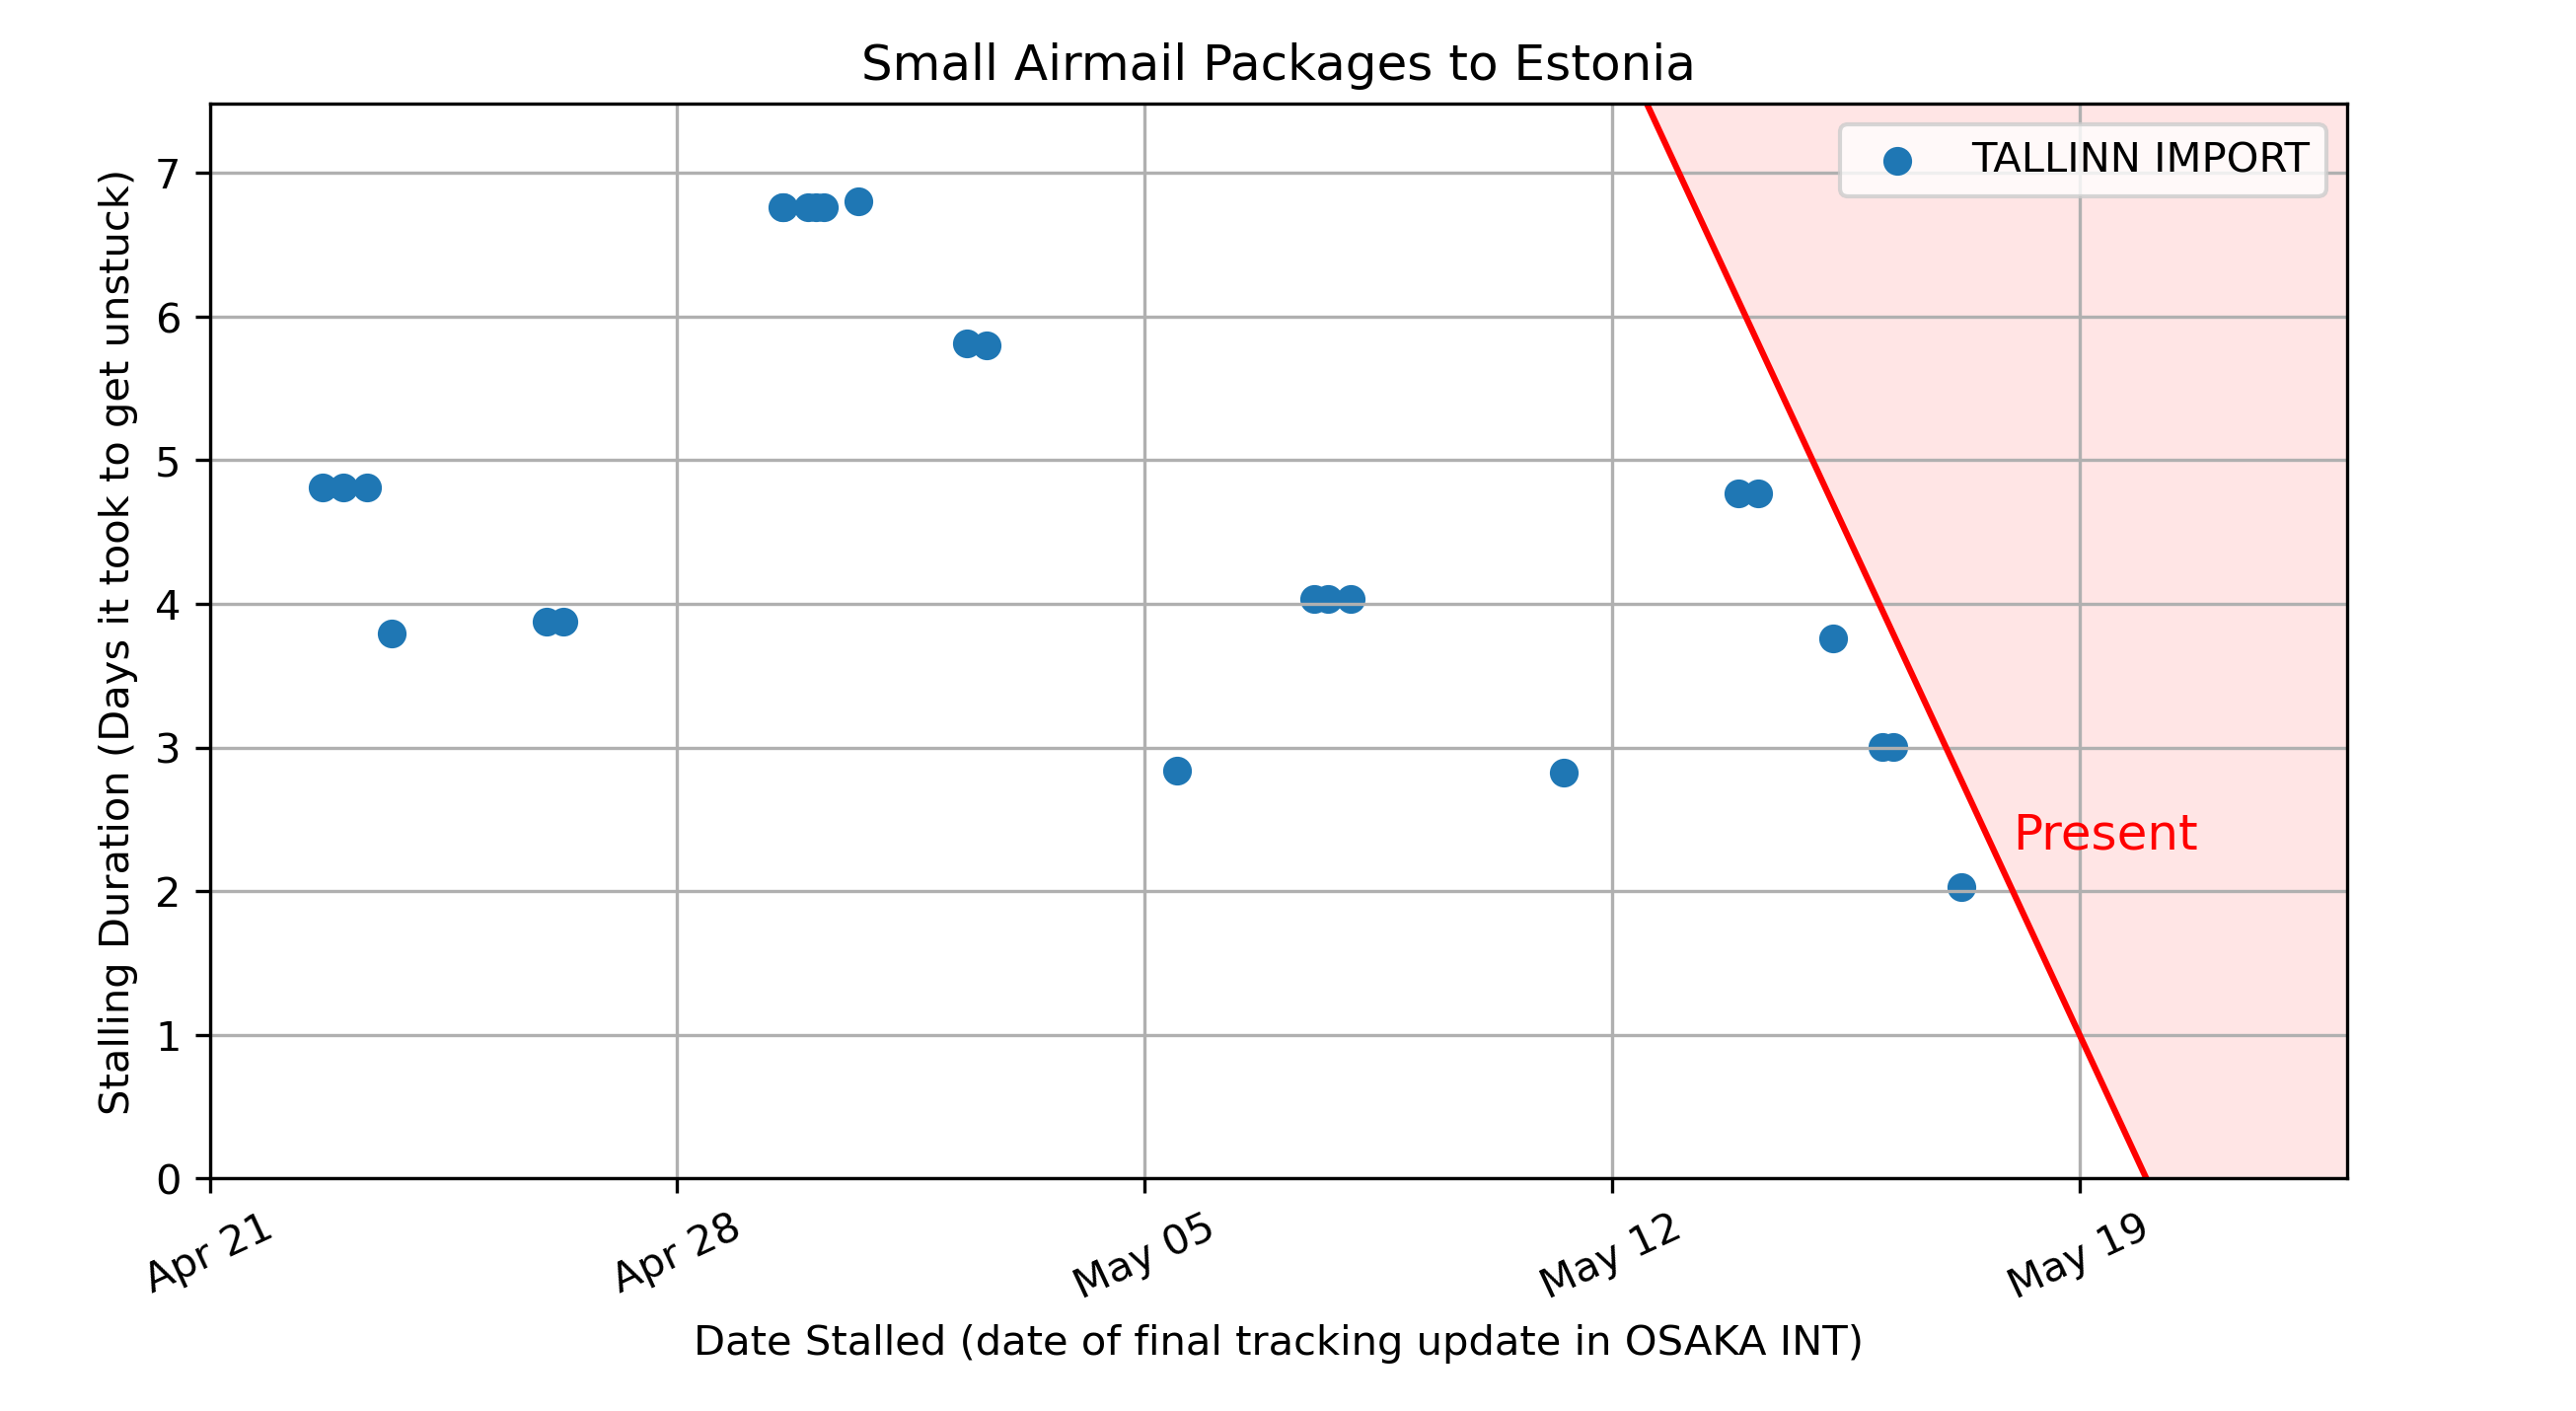 Small Airmail Packages to Estonia
Stalling Duration (Days it took to get unstuck)
7
6
5
4
3
2
1
0
TALLINN IMPORT
Present
Apr 21
Apr 28
May 05
May 12
May 19
Date Stalled (date of final tracking update in OSAKA INT)